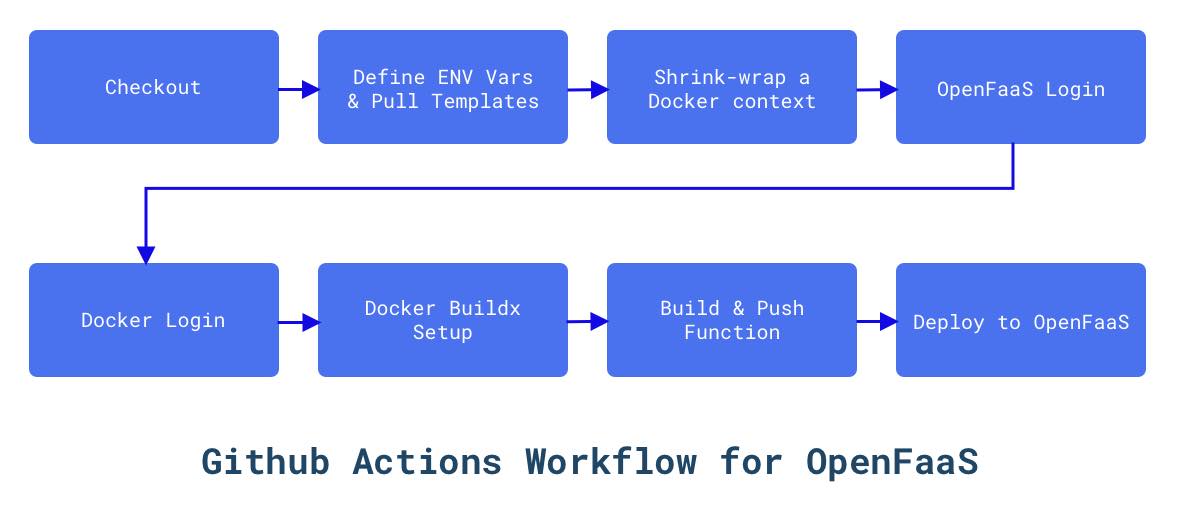 Checkout
Define ENV Vars
& Pull Templates
Shrink-wrap a
Docker context
OpenFaaS Login
Docker Login
Docker Buildx
Setup
Build & Push
Function
Deploy to OpenFaaS
Github Actions Workflow for OpenFaaS